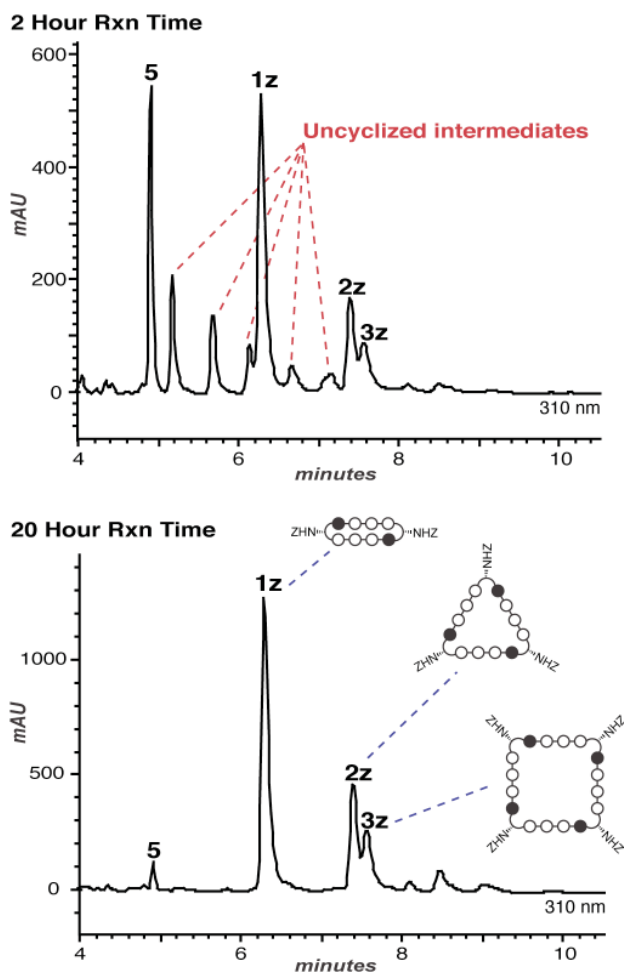 2 Hour Rxn Time
600
5
1z
Uncyclized intermediates
400
mAU
200
2z
3z
0
310 nm
4
6
8
10
minutes
20 Hour Rxn Time
ZHN
NHZ
NHZ
1z
1000
ZHN
NHZ
mAU
ZHN
NHZ
500
2z
3z
5
ZHN
NHZ
0
310 nm
4
6
8
10
minutes